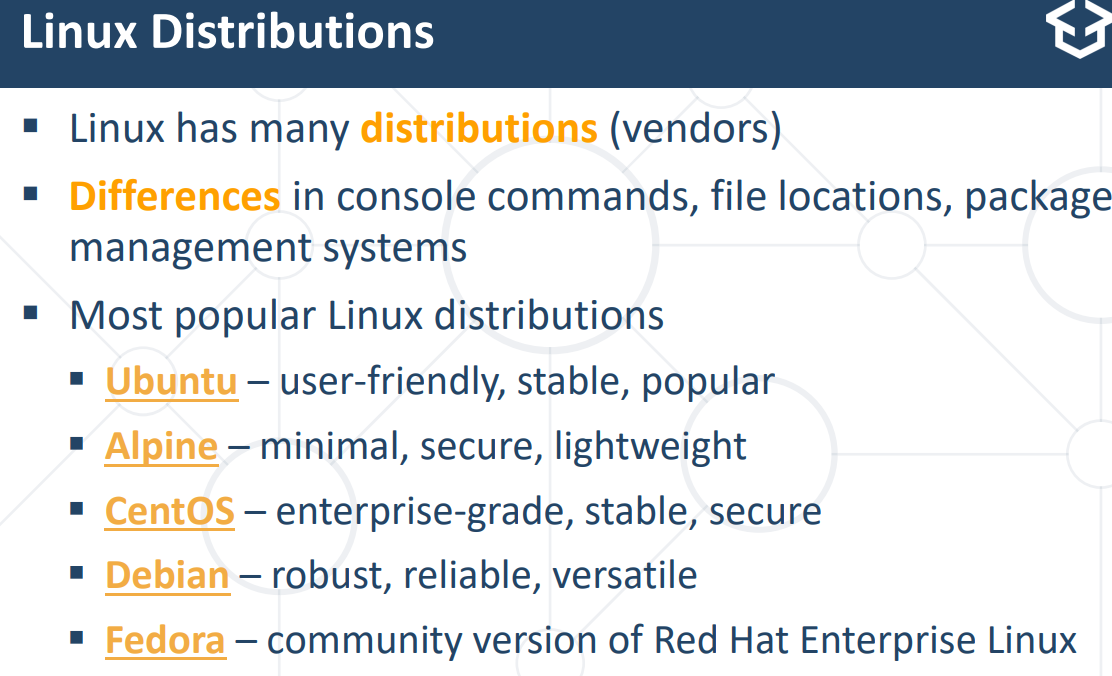 Linux Distributions
▪ Linux has many distributions (vendors)
▪ Differences in console commands, file locations, package
management systems
▪ Most popular Linux distributions
▪ Ubuntu – user-friendly, stable, popular
▪ Alpine – minimal, secure, lightweight
▪ CentOS – enterprise-grade, stable, secure
▪ Debian – robust, reliable, versatile
▪ Fedora – community version of Red Hat Enterprise Linux